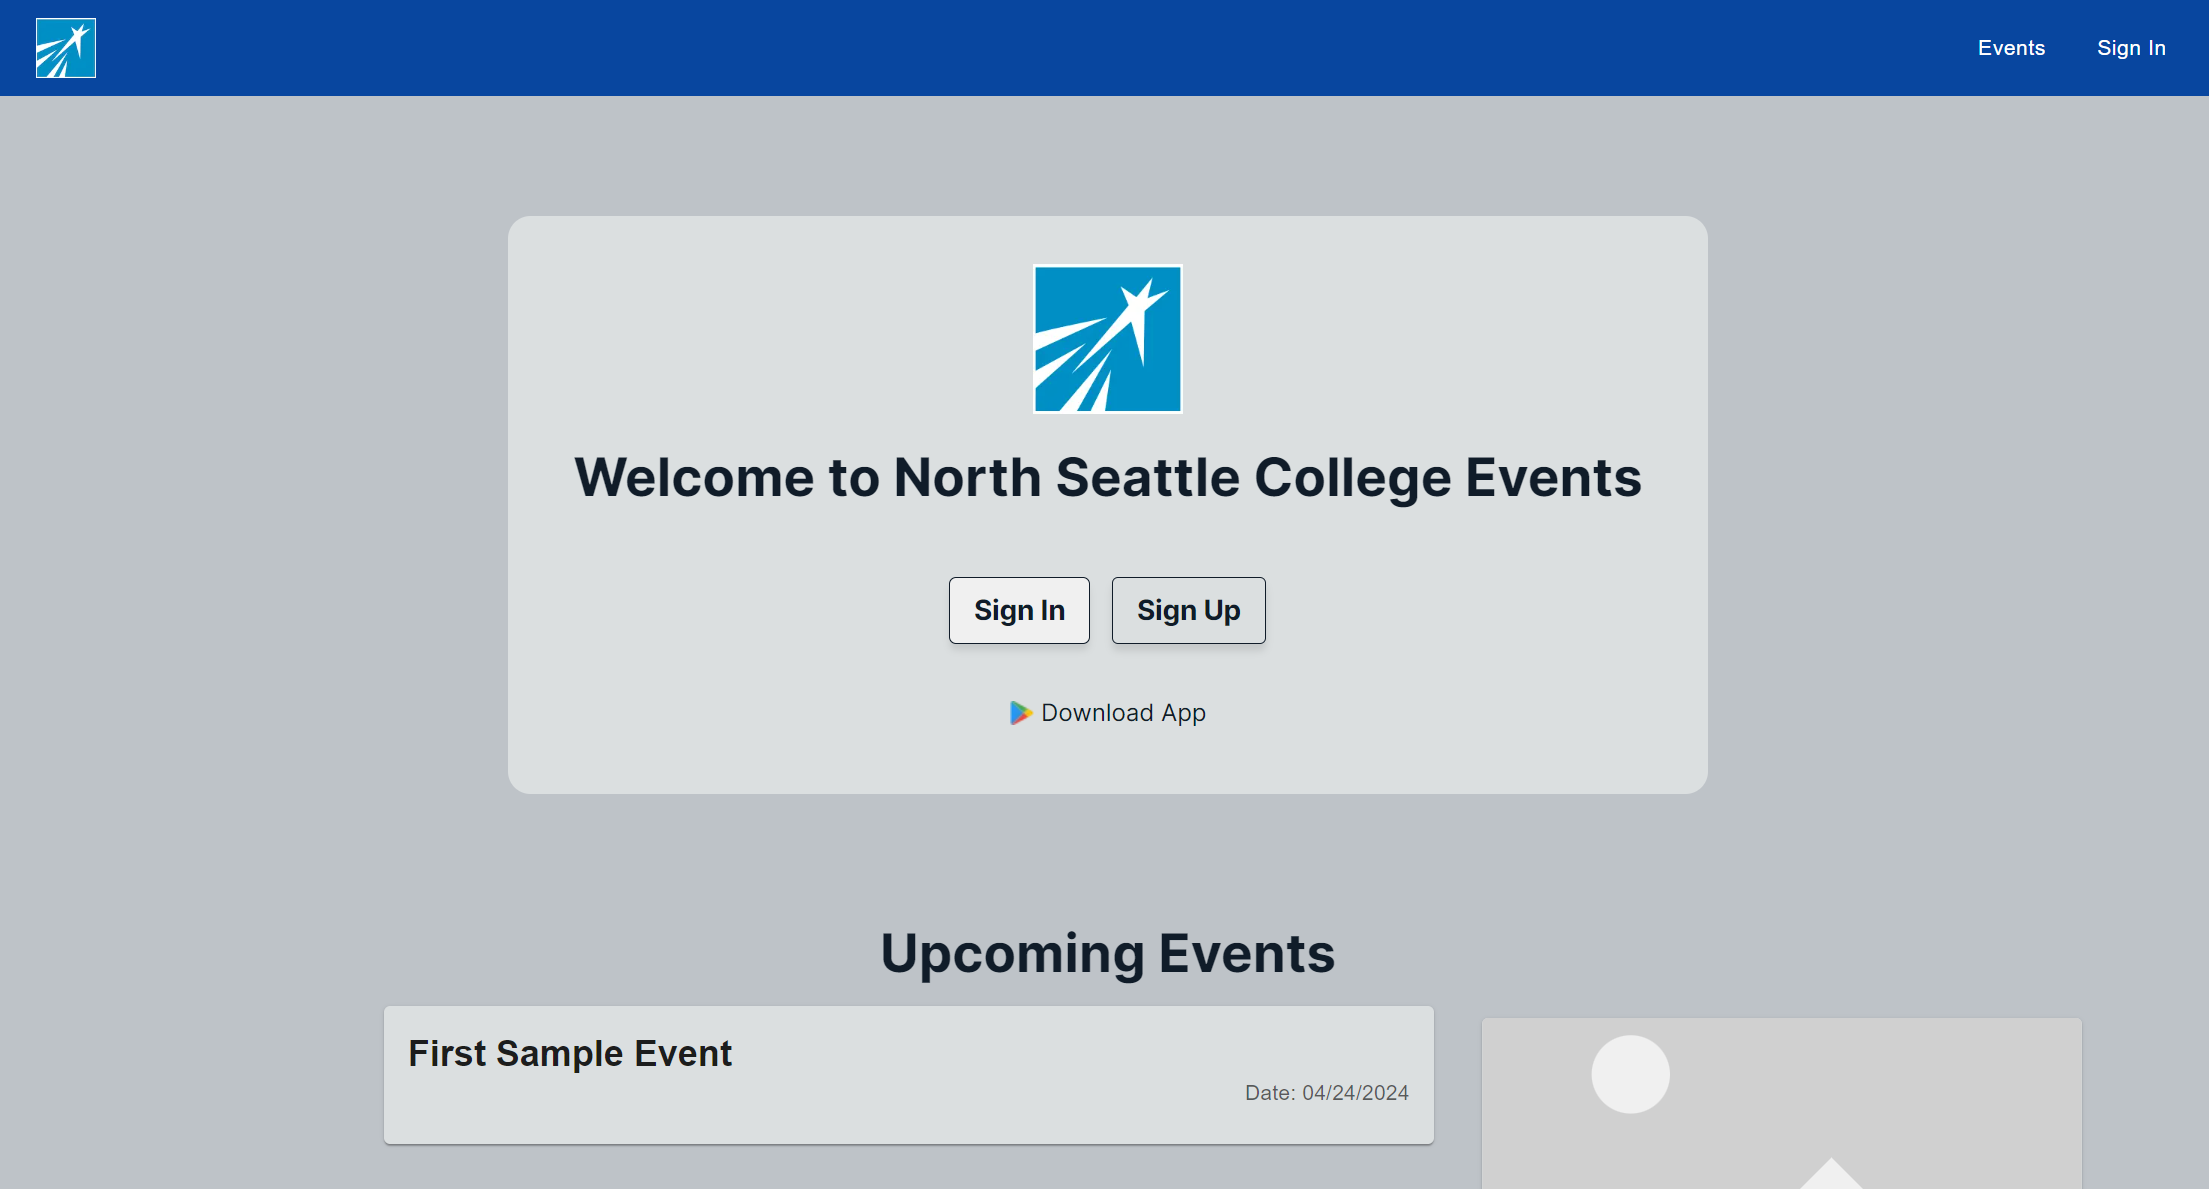 Events
Sign In
Welcome to North Seattle College Events
Sign In
Sign Up
Download App
Upcoming Events
First Sample Event
Date: 04/24/2024